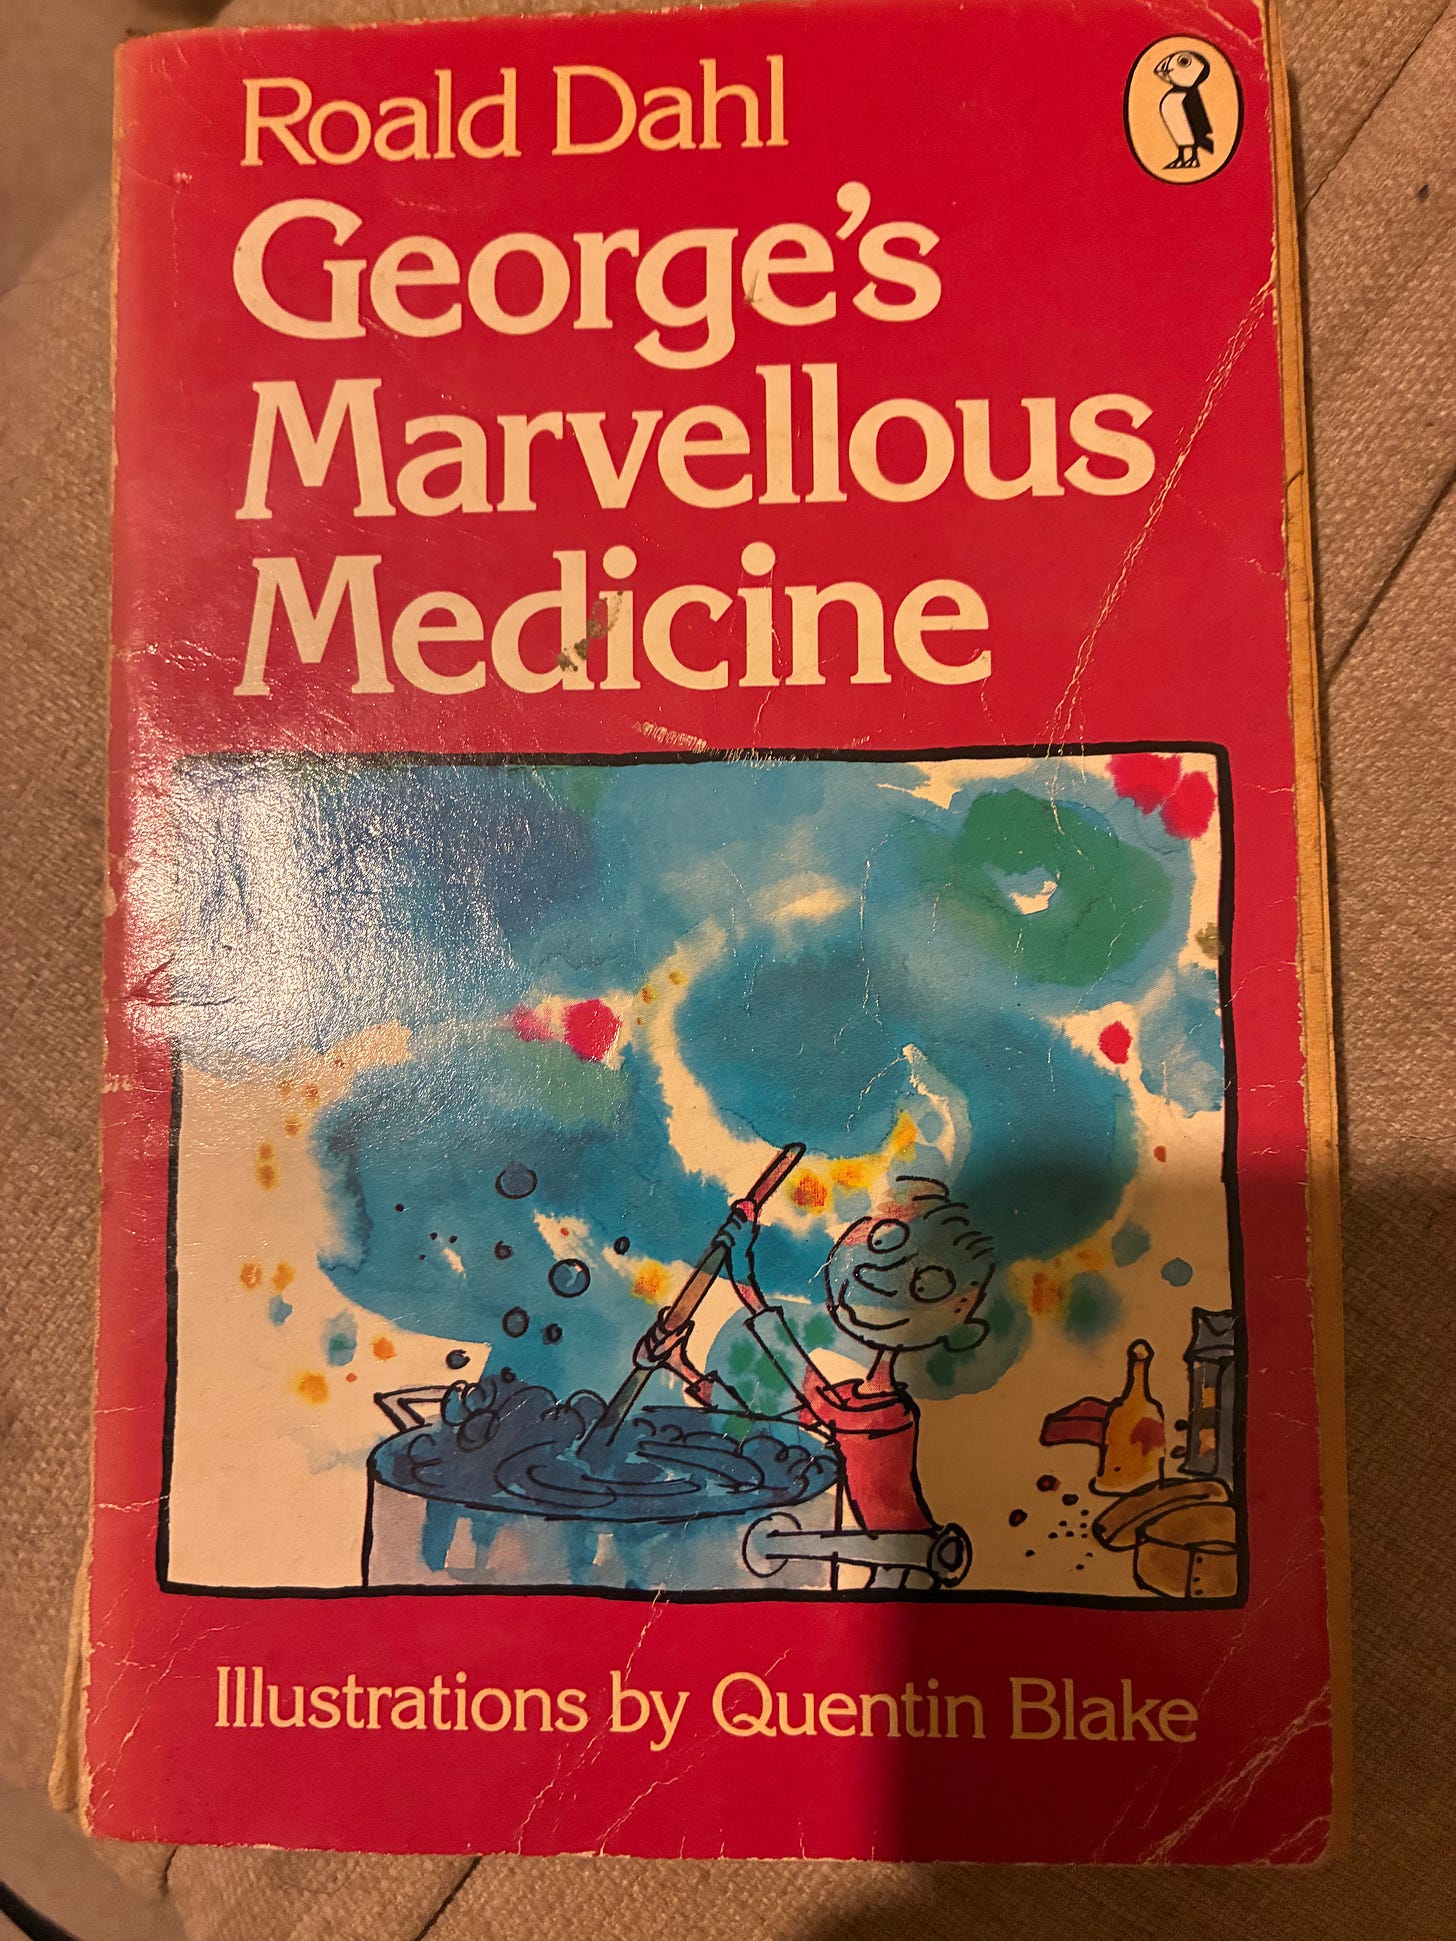 Roald Dahl
George's
Marvellous
Medicine
Illustrations by Quentin Blake